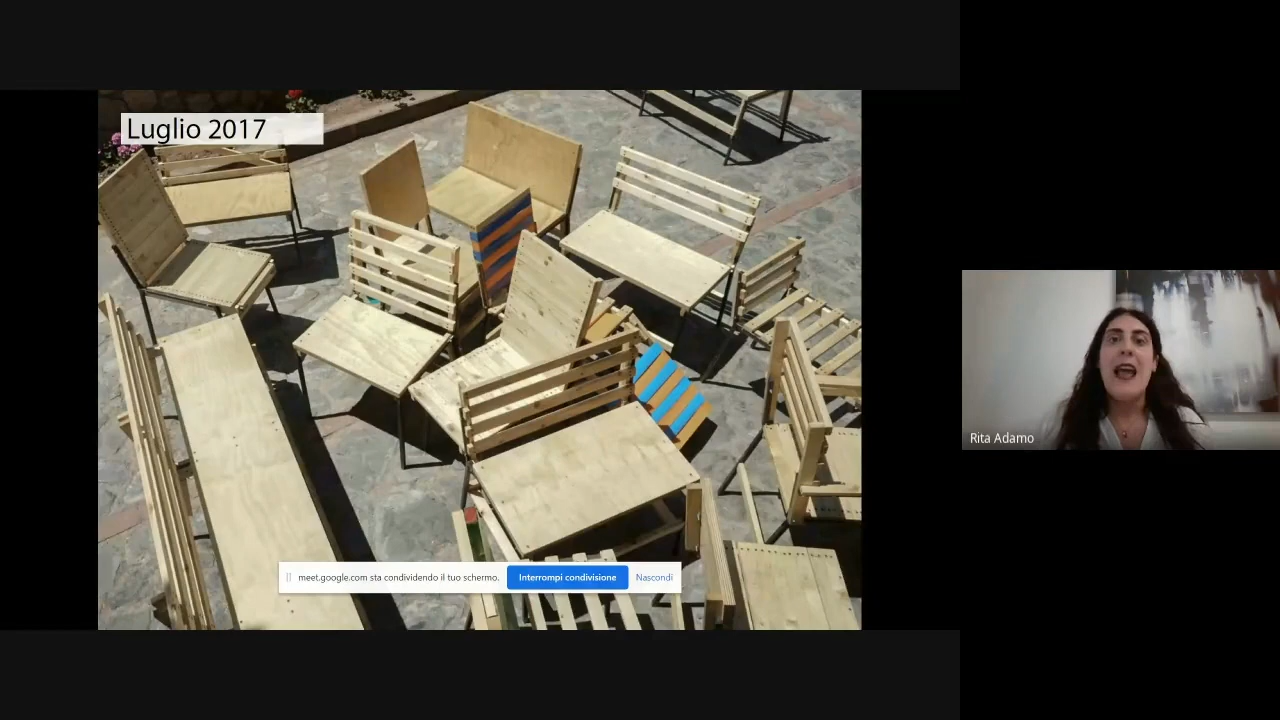 Luglio 2017
meet.google.com sta condividendo il tuo schermo. Interrompi condivisione Nascondi
Rita Adamo